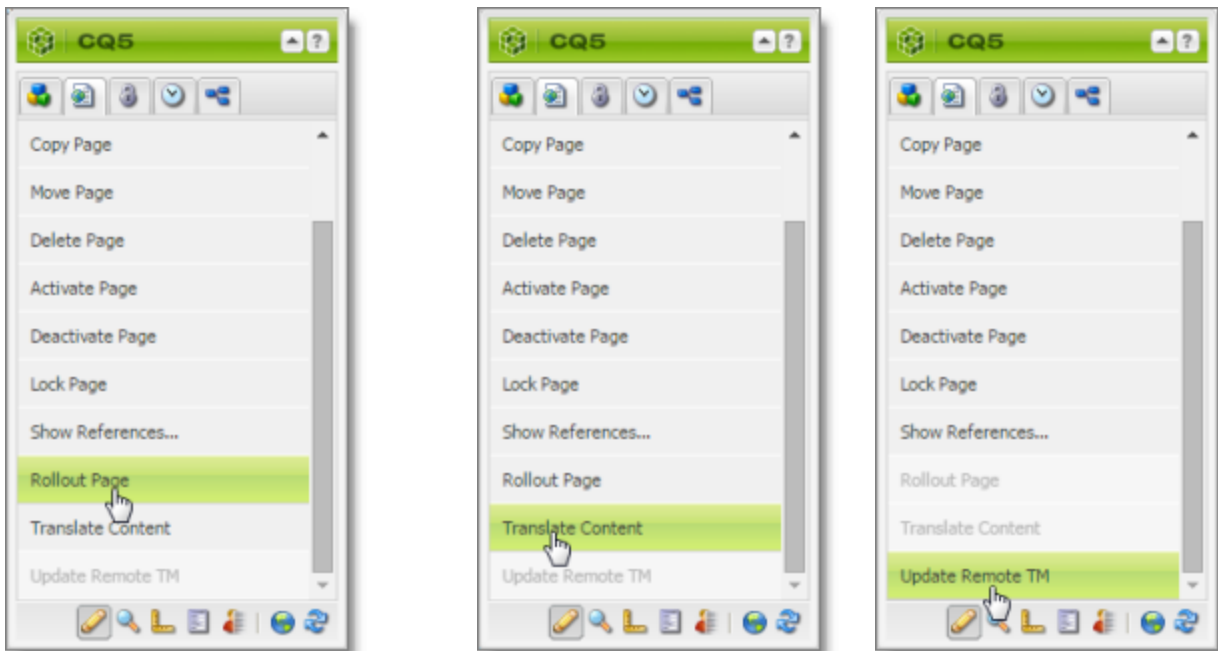 CQ5 ?
Copy Page
Move Page
Delete Page
Activate Page
Deactivate Page
Lock Page
Show References...
Rollout Page
Translate Content
Update Remote TM
CQ5 ?
Copy Page
Move Page
Delete Page
Activate Page
Deactivate Page
Lock Page
Show References...
Rollout Page
Translate Content
Update Remote TM
CQ5 ?
Copy Page
Move Page
Delete Page
Activate Page
Deactivate Page
Lock Page
Show References...
Rollout Page
Translate Content
Update Remote TM